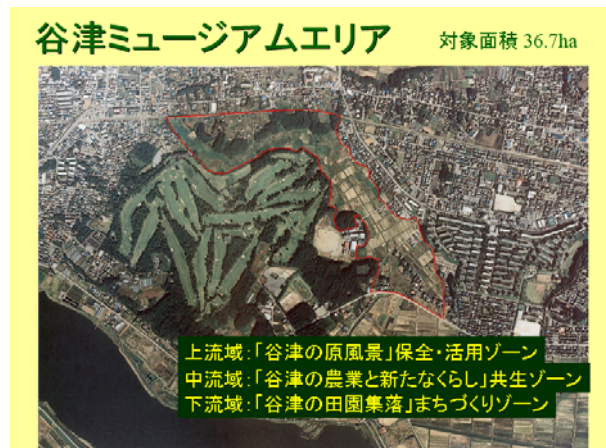 谷津ミュージアムエリア
対象面積 36.7ha
上流域:「谷津の原風景」保全・活用ゾーン
中流域:「谷津の農業と新たなくらし」共生ゾーン
下流域:「谷津の田園集落」まちづくりゾーン